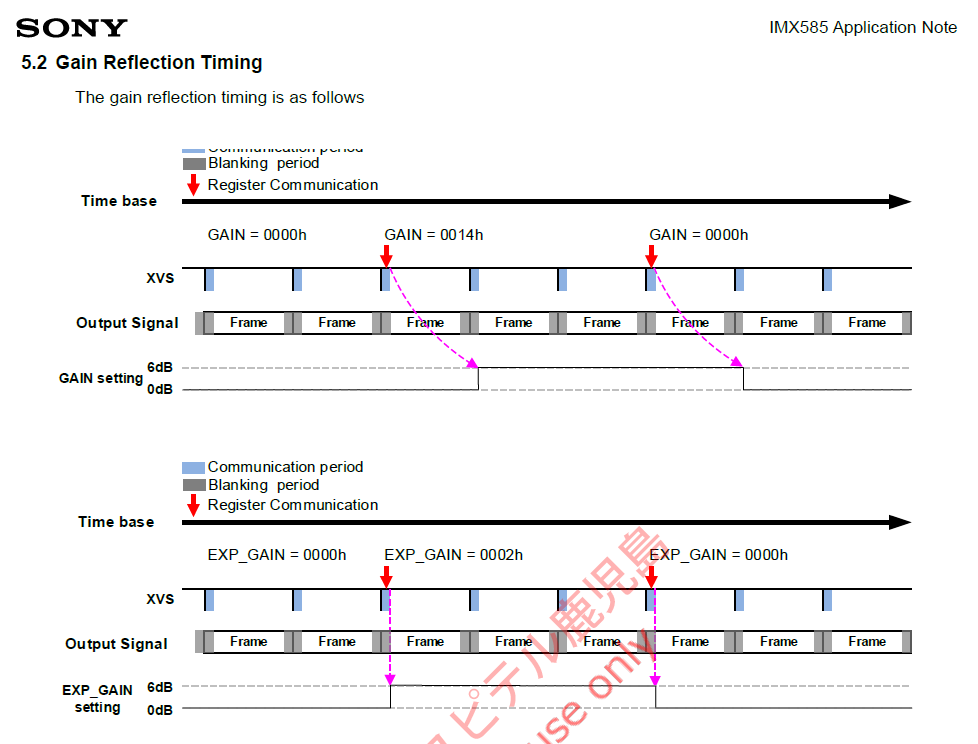 SONY
IMX585 Application Note
5.2 Gain Reflection Timing
The gain reflection timing is as follows
Communication period
Blanking period
Register Communication
Time base
GAIN = 0000h GAIN = 0014h GAIN = 0000h
XVS
Output Signal Frame Frame Frame Frame Frame Frame Frame Frame
6dB
GAIN setting
0dB
Communication period
Blanking period
Register Communication
Time base
EXP_GAIN = 0000h EXP_GAIN = 0002h EXP_GAIN = 0000h
XVS
Output Signal Frame Frame Frame Frame Frame Frame Frame Frame
EXP_GAIN 6dB
setting 0dB
ピテル鹿児島
use only